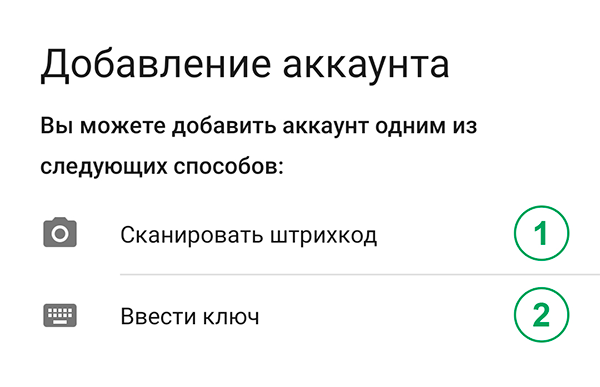 Добавление аккаунта
Вы можете добавить аккаунт одним из
следующих способов:
Сканировать штрихкод 1
Ввести ключ 2